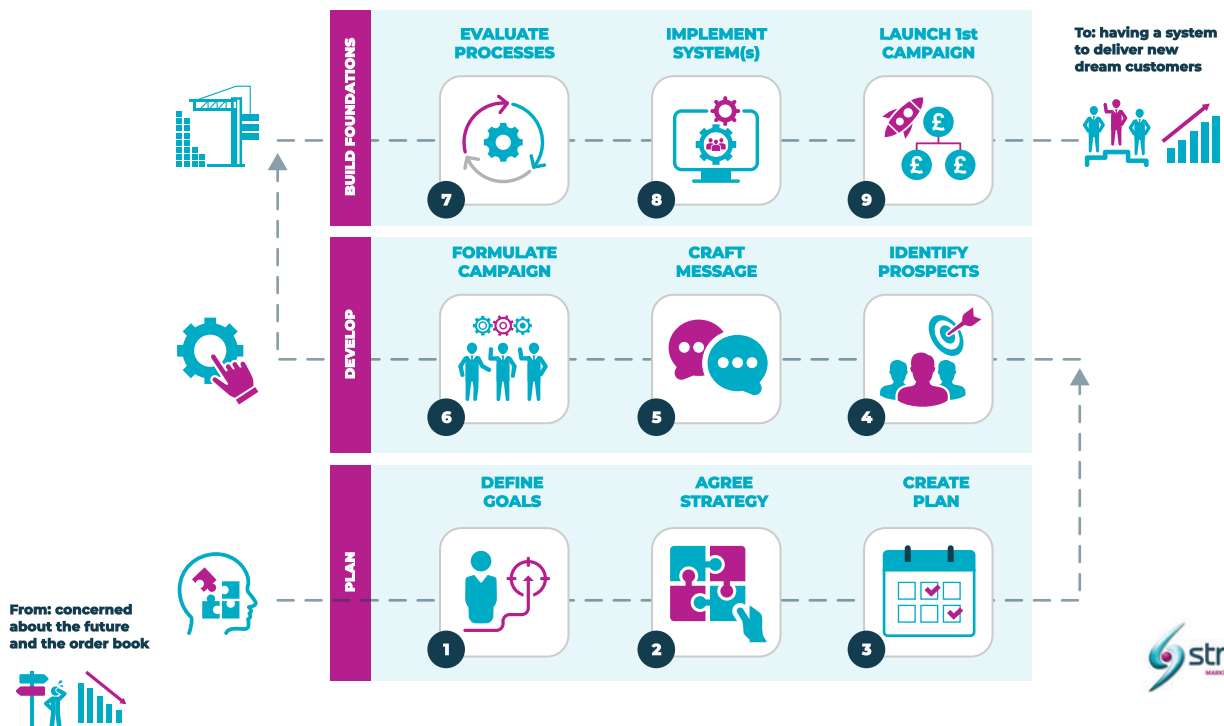 EVALUATE
PROCESSES
IMPLEMENT
SYSTEM(s)
LAUNCH 1st
CAMPAIGN
To: having a system
to deliver new
dream customers
BUILD FOUNDATIONS
£
£
£
7
8
9
FORMULATE
CAMPAIGN
CRAFT
MESSAGE
IDENTIFY
PROSPECTS
DEVELOP
6
5
4
DEFINE
GOALS
AGREE
STRATEGY
CREATE
PLAN
PLAN
From: concerned
about the future
and the order book
1
2
3
str
MARK